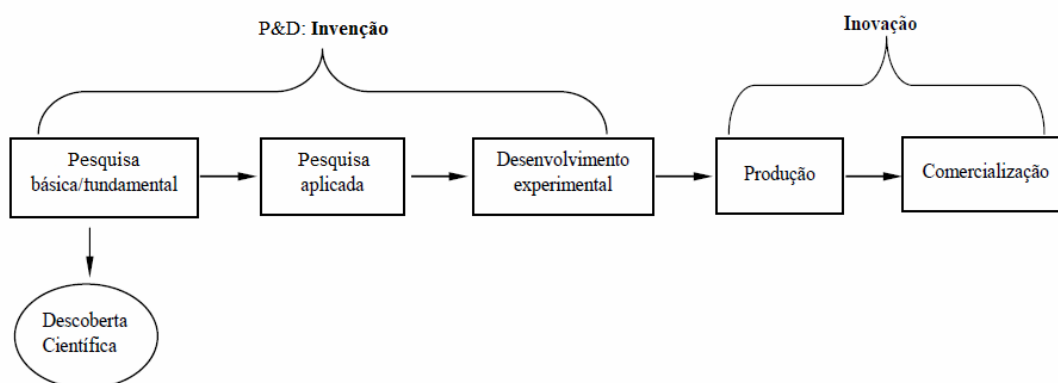 P&D: Invenção
Inovação
Pesquisa
básica/fundamental
Pesquisa
aplicada
Desenvolvimento
experimental
Produção
Comercialização
Descoberta
Científica